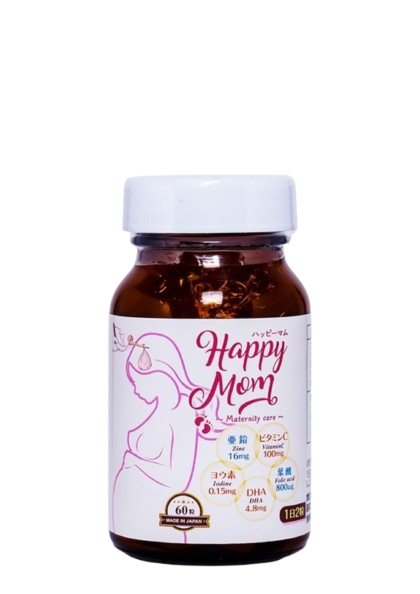 ハッピーマム
Happy
Mom
~ Maternity care ~
亜鉛
Zinc
16mg
ビタミンC
VitaminC
100mg
ヨウ素
Iodine
0.15mg
DHA
DHA
4.8mg
葉酸
Folic acid
800μg
60粒
MADE IN JAPAN
1日2粒